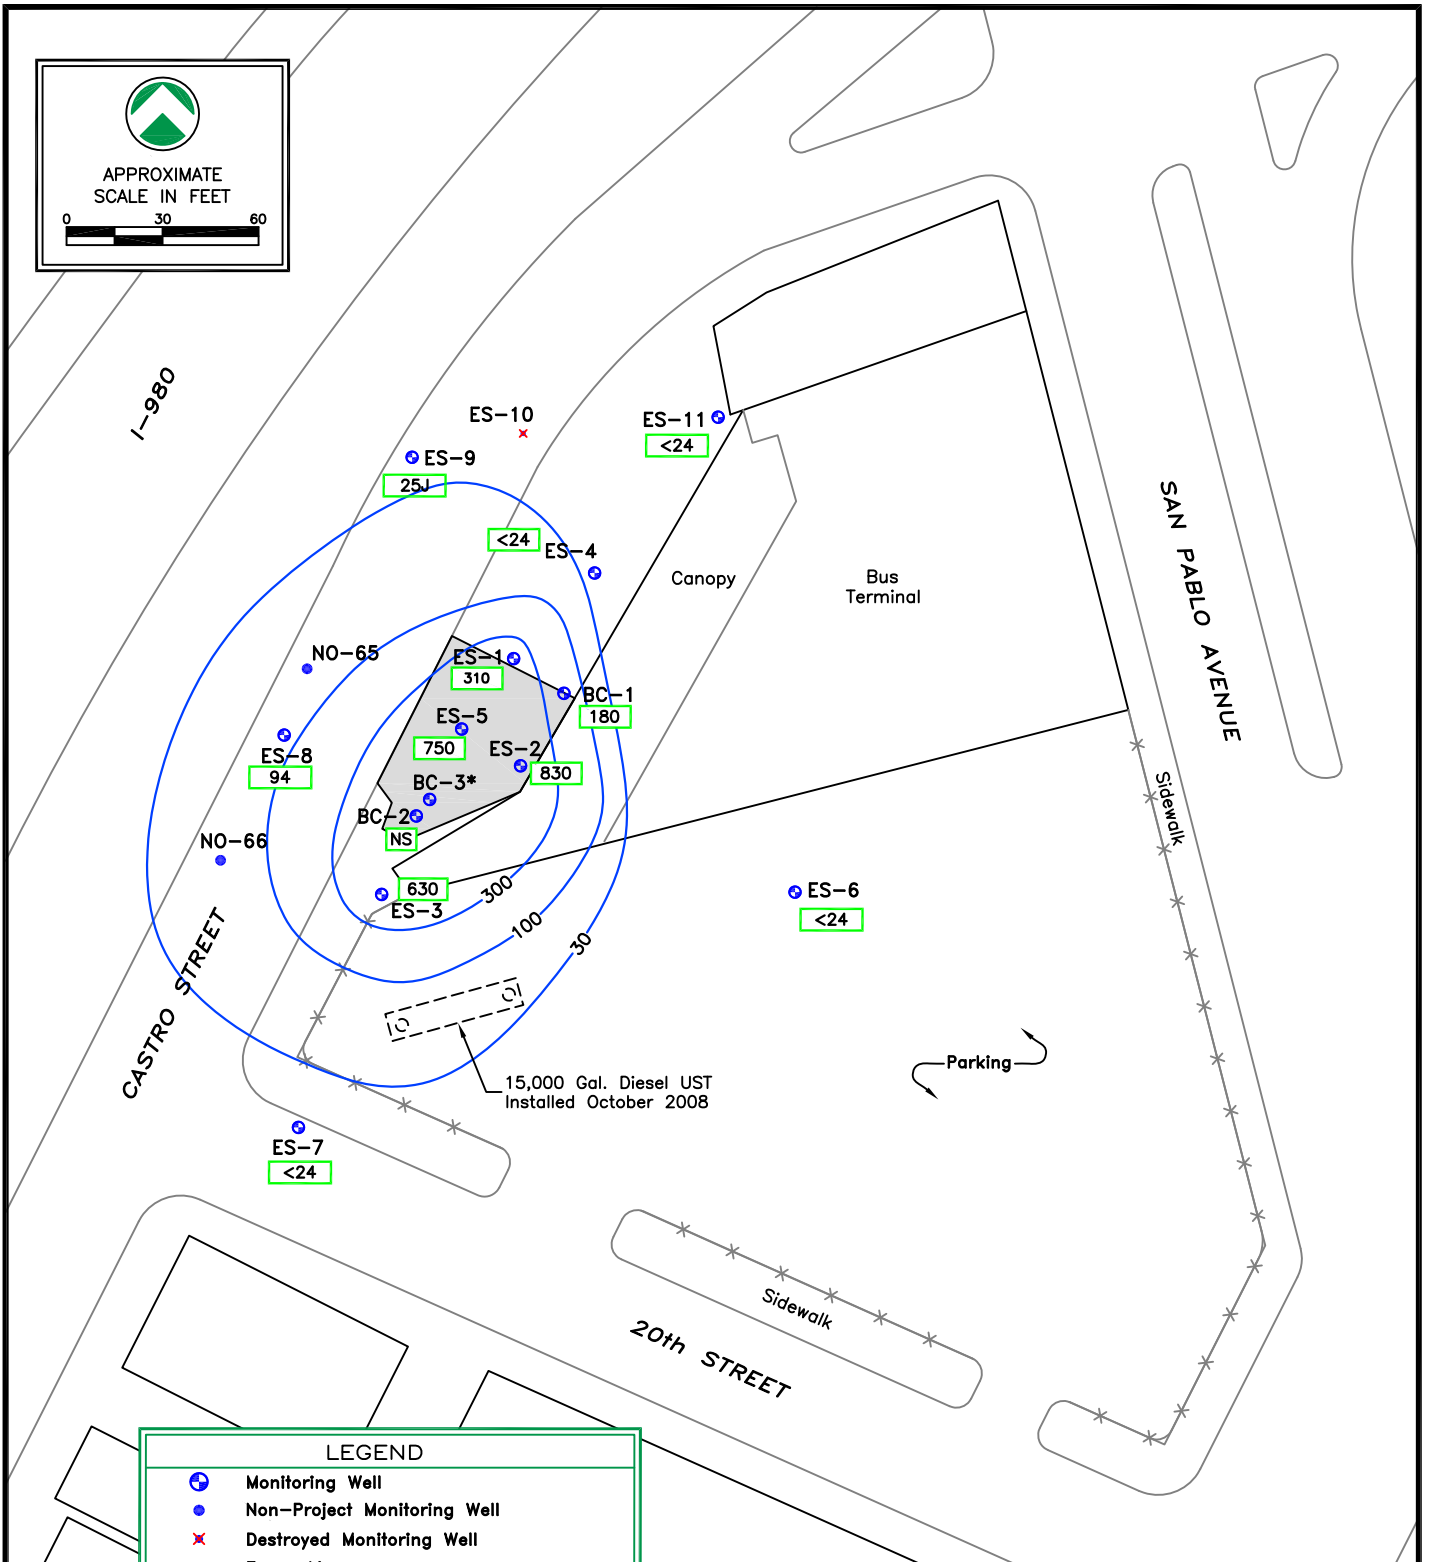 APPROXIMATE
SCALE IN FEET
0 30 60
I-980
ES-10
ES-11
<24
ES-9
25J
<24
ES-4
Canopy
Bus
Terminal
SAN PABLO AVENUE
NO-65
ES-1
310
BC-1
180
ES-5
750
ES-2
830
ES-8
94
BC-3*
BC-2
NS
NO-66
630
ES-3
300
100
30
ES-6
<24
Sidewalk
CASTRO STREET
Parking
15,000 Gal. Diesel UST
Installed October 2008
ES-7
<24
Sidewalk
20th STREET
LEGEND
Monitoring Well
Non-Project Monitoring Well
Destroyed Monitoring Well